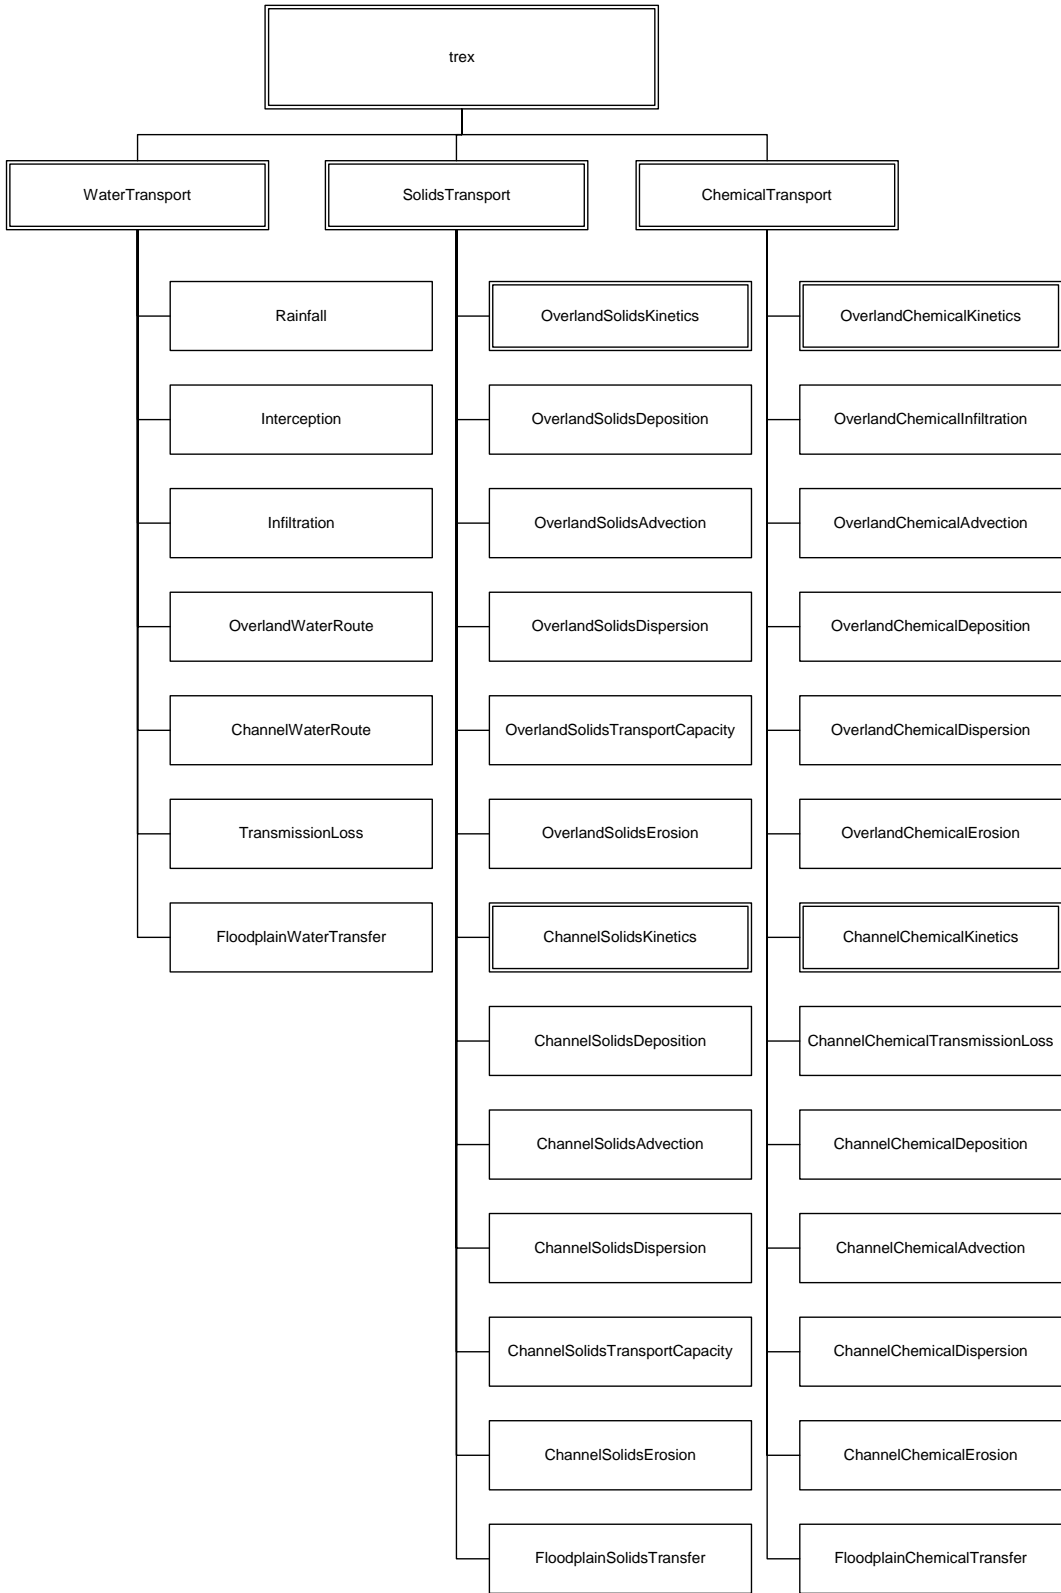 trex
WaterTransport
SolidsTransport
ChemicalTransport
Rainfall
OverlandSolidsKinetics
OverlandChemicalKinetics
Interception
OverlandSolidsDeposition
OverlandChemicalInfiltration
Infiltration
OverlandSolidsAdvection
OverlandChemicalAdvection
OverlandWaterRoute
OverlandSolidsDispersion
OverlandChemicalDeposition
ChannelWaterRoute
OverlandSolidsTransportCapacity
OverlandChemicalDispersion
TransmissionLoss
OverlandSolidsErosion
OverlandChemicalErosion
FloodplainWaterTransfer
ChannelSolidsKinetics
ChannelChemicalKinetics
ChannelSolidsDeposition
ChannelChemicalTransmissionLoss
ChannelSolidsAdvection
ChannelChemicalDeposition
ChannelSolidsDispersion
ChannelChemicalAdvection
ChannelSolidsTransportCapacity
ChannelChemicalDispersion
ChannelSolidsErosion
ChannelChemicalErosion
FloodplainSolidsTransfer
FloodplainChemicalTransfer